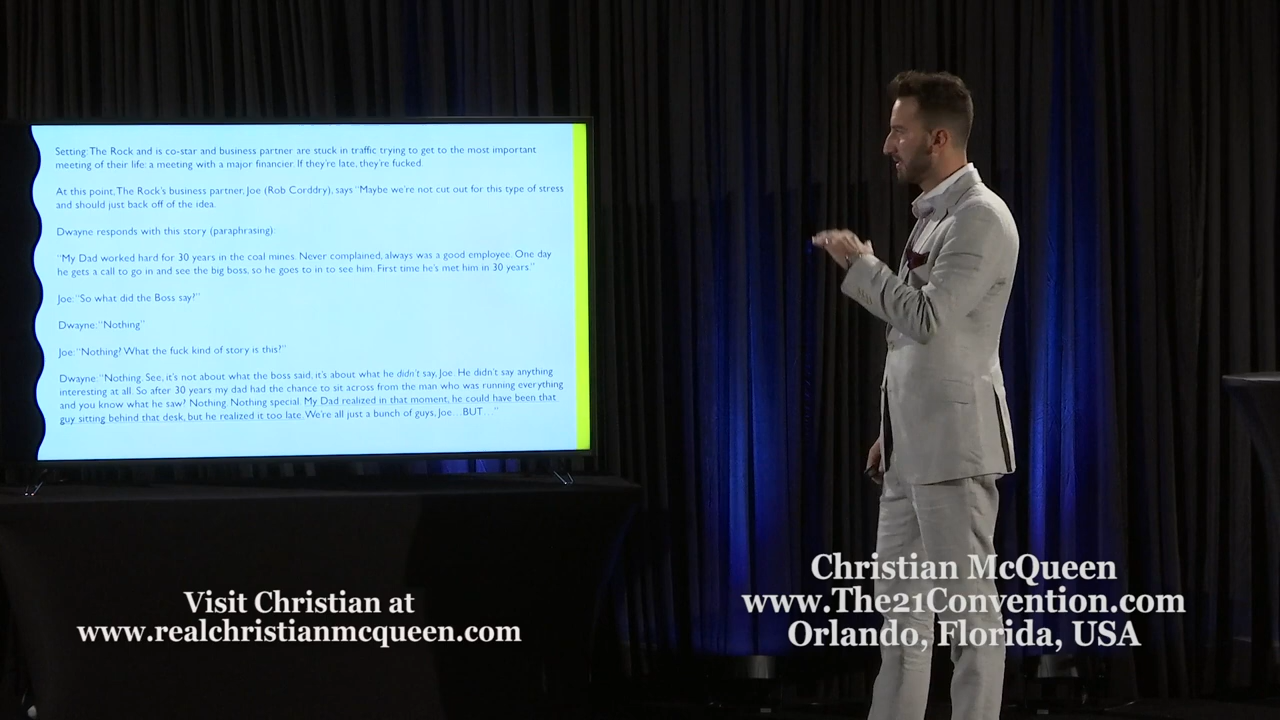 Setting: The Rock and is co-star and business partner are stuck in traffic trying to get to the most important
meeting of their life: a meeting with a major financier. If they're late, they're fucked.
At this point, The Rock's business partner, Joe (Rob Corddry), says "Maybe we're not cut out for this type of stress
and should just back off of the idea.
Dwayne responds with this story (paraphrasing):
"My Dad worked hard for 30 years in the coal mines. Never complained, always was a good employee. One day
he gets a call to go in and see the big boss, so he goes to in to see him. First time he's met him in 30 years."
Joe: "So what did the Boss say?"
Dwayne: "Nothing"
Joe: "Nothing? What the fuck kind of story is this?"
Dwayne: "Nothing. See, it's not about what the boss said, it's about what he didn't say, Joe. He didn't say anything
interesting at all. So after 30 years my dad had the chance to sit across from the man who was running everything
and you know what he saw? Nothing. Nothing special. My Dad realized in that moment, he could have been that
guy sitting behind that desk, but he realized it too late. We're all just a bunch of guys, Joe...BUT...."
Visit Christian at
www.realchristianmcqueen.com
Christian McQueen
www.The21Convention.com
Orlando, Florida, USA